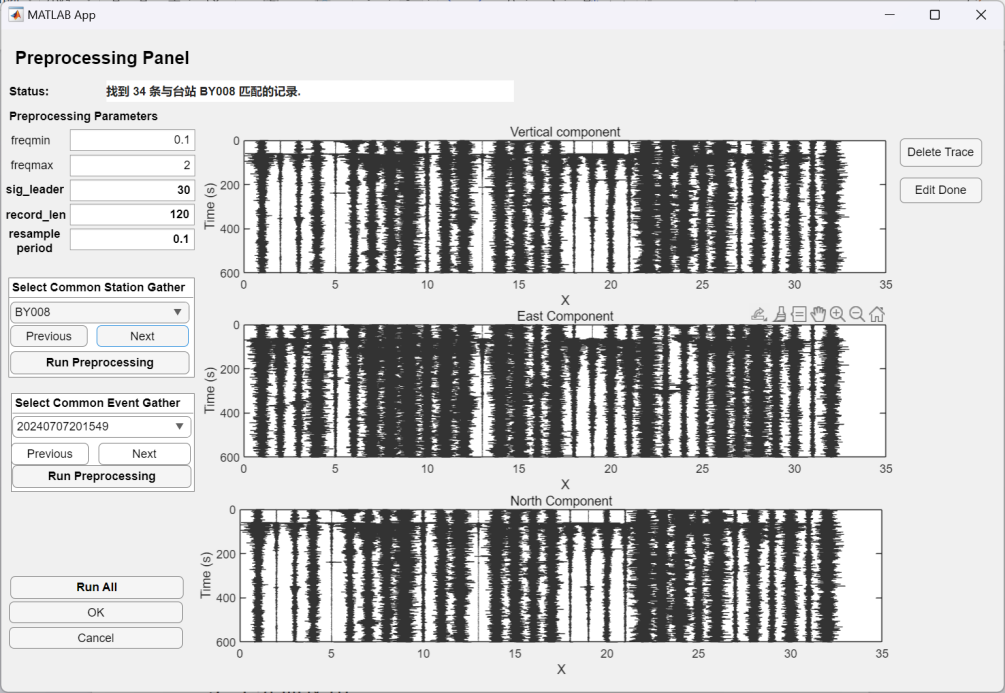 MATLAB App
Preprocessing Panel
Status:
找到 34 条与台站 BY008 匹配的记录.
Preprocessing Parameters
freqmin
0.1
freqmax
2
sig_leader
30
record_len
120
resample
period
0.1
Select Common Station Gather
BY008
Previous
Next
Run Preprocessing
Select Common Event Gather
20240707201549
Previous
Next
Run Preprocessing
Run All
OK
Cancel
Vertical component
Time (s)
0
200
400
600
0 5 10 15 20 25 30 35
X
East Component
Time (s)
0
200
400
600
0 5 10 15 20 25 30 35
X
North Component
Time (s)
0
200
400
600
0 5 10 15 20 25 30 35
X
Delete Trace
Edit Done